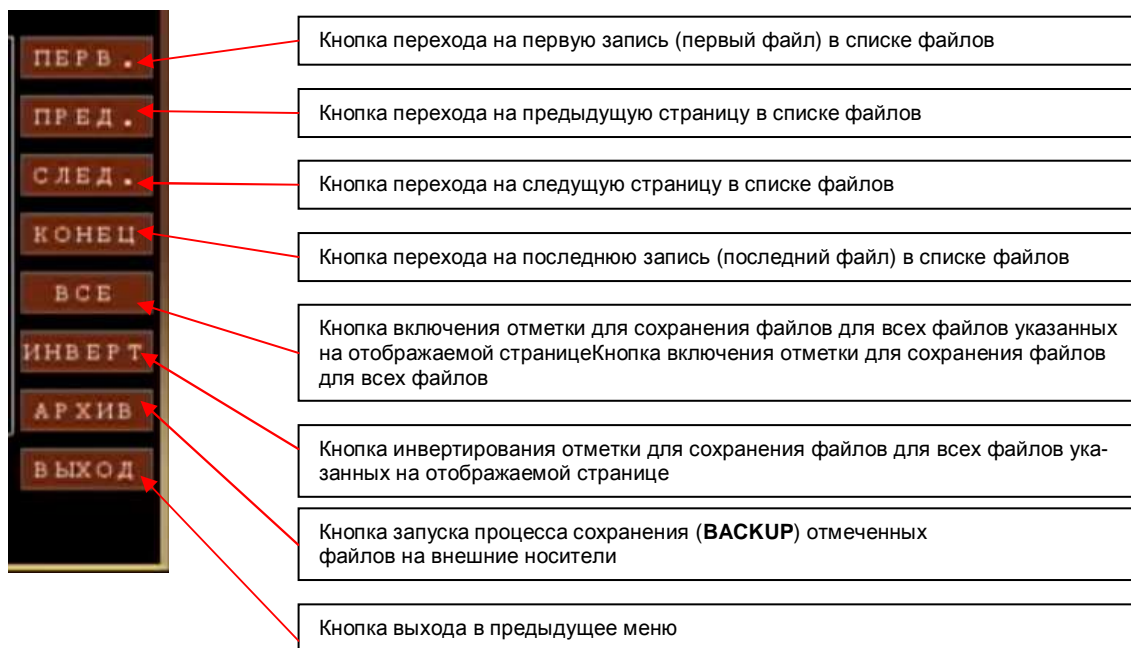 ПЕРВ.
Кнопка перехода на первую запись (первый файл) в списке файлов
ПРЕД.
Кнопка перехода на предыдущую страницу в списке файлов
СЛЕД.
Кнопка перехода на следущую страницу в списке файлов
КОНЕЦ
Кнопка перехода на последнюю запись (последний файл) в списке файлов
ВСЕ
Кнопка включения отметки для сохранения файлов для всех файлов указанных
на отображаемой страницеКнопка включения отметки для сохранения файлов
для всех файлов
ИНВЕРТ
Кнопка инвертирования отметки для сохранения файлов для всех файлов ука-
занных на отображаемой странице
АРХИВ
Кнопка запуска процесса сохранения (BACKUP) отмеченных
файлов на внешние носители
ВЫХОД
Кнопка выхода в предыдущее меню